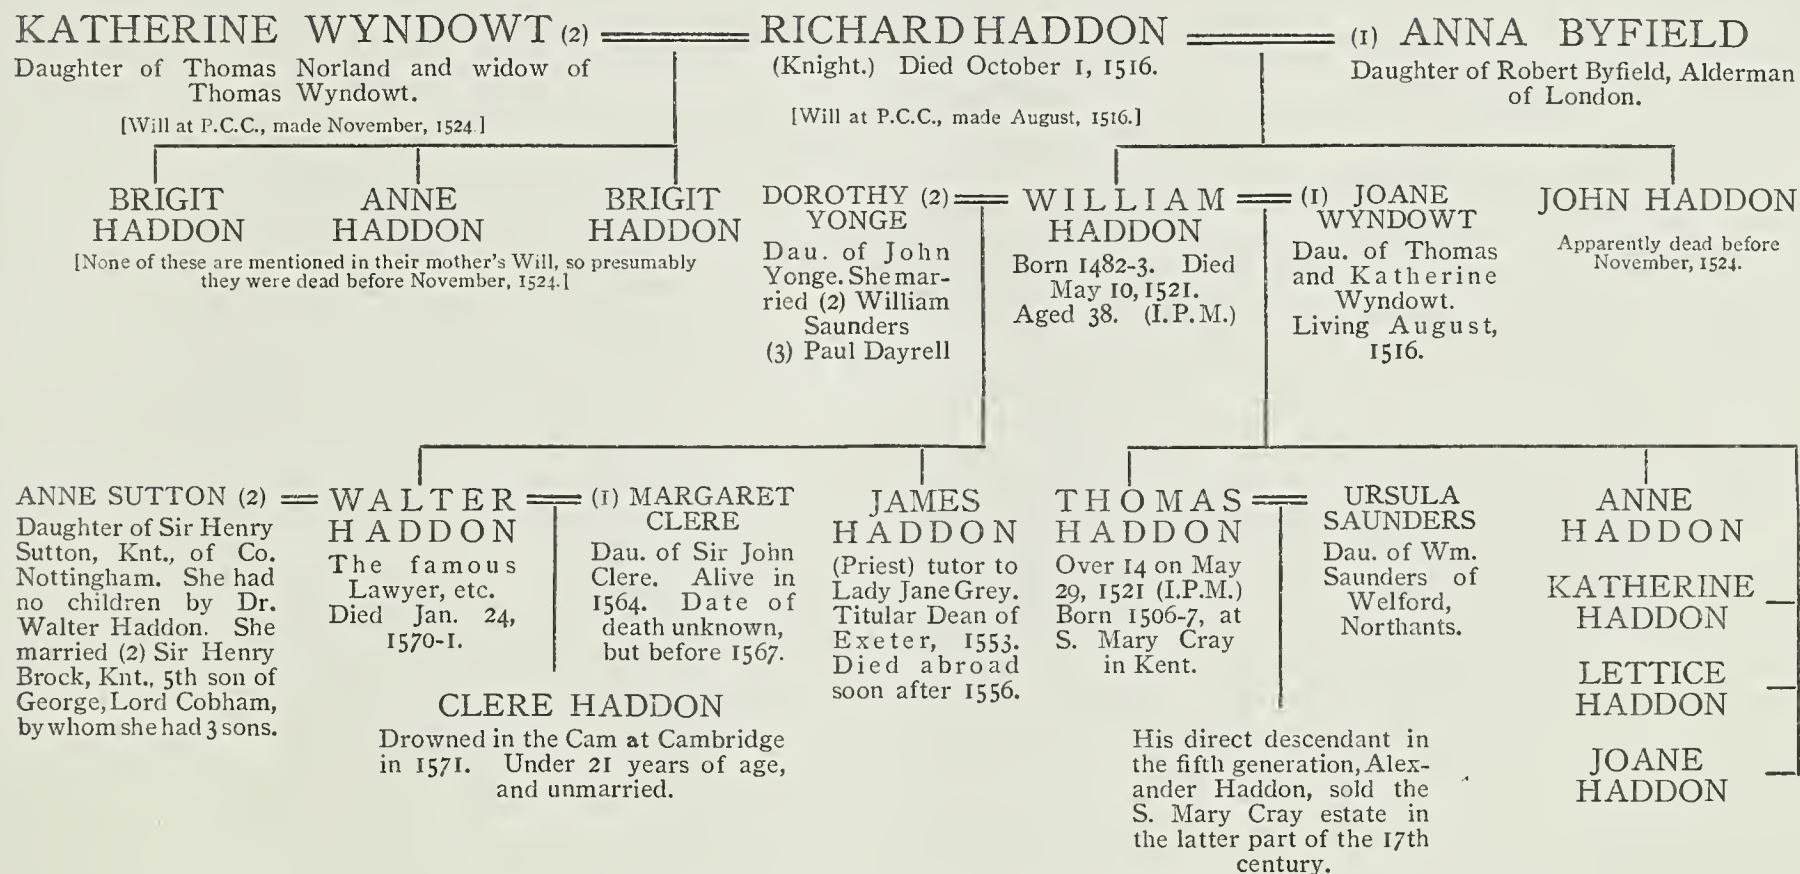 KATHERINE WYNDOWT (2)
Daughter of Thomas Norland and widow of
Thomas Wyndowt.
[Will at P.C.C., made November, 1524.]
RICHARD HADDON
(Knight.) Died October 1, 1516.
[Will at P.C.C., made August, 1516.]
(1) ANNA BYFIELD
Daughter of Robert Byfield, Alderman
of London.
BRIGIT
HADDON
ANNE
HADDON
BRIGIT
HADDON
[None of these are mentioned in their mother's Will, so presumably
they were dead before November, 1524.]
DOROTHY (2)
YONGE
Dau. of John
Yonge. She mar-
ried (2) William
Saunders
(3) Paul Dayrell
WILLIAM
HADDON
Born 1482-3. Died
May 10, 1521.
Aged 38. (I.P.M.)
(1) JOANE
WYNDOWT
Dau. of Thomas
and Katherine
Wyndowt.
Living August,
1516.
JOHN HADDON
Apparently dead before
November, 1524.
ANNE SUTTON (2)
Daughter of Sir Henry
Sutton, Knt., of Co.
Nottingham. She had
no children by Dr.
Walter Haddon. She
married (2) Sir Henry
Brock, Knt., 5th son of
George, Lord Cobham,
by whom she had 3 sons.
WALTER
HADDON
The famous
Lawyer, etc.
Died Jan. 24,
1570-1.
(1) MARGARET
CLERE
Dau. of Sir John
Clere. Alive in
1564. Date of
death unknown,
but before 1567.
CLERE HADDON
Drowned in the Cam at Cambridge
in 1571. Under 21 years of age,
and unmarried.
JAMES
HADDON
(Priest) tutor to
Lady Jane Grey.
Titular Dean of
Exeter, 1553.
Died abroad
soon after 1556.
THOMAS
HADDON
Over 14 on May
29, 1521 (I.P.M.)
Born 1506-7, at
S. Mary Cray
in Kent.
URSULA
SAUNDERS
Dau. of Wm.
Saunders of
Welford,
Northants.
His direct descendant in
the fifth generation, Alex-
ander Haddon, sold the
S. Mary Cray estate in
the latter part of the 17th
century.
ANNE
HADDON
KATHERINE
HADDON
LETTICE
HADDON
JOANE
HADDON